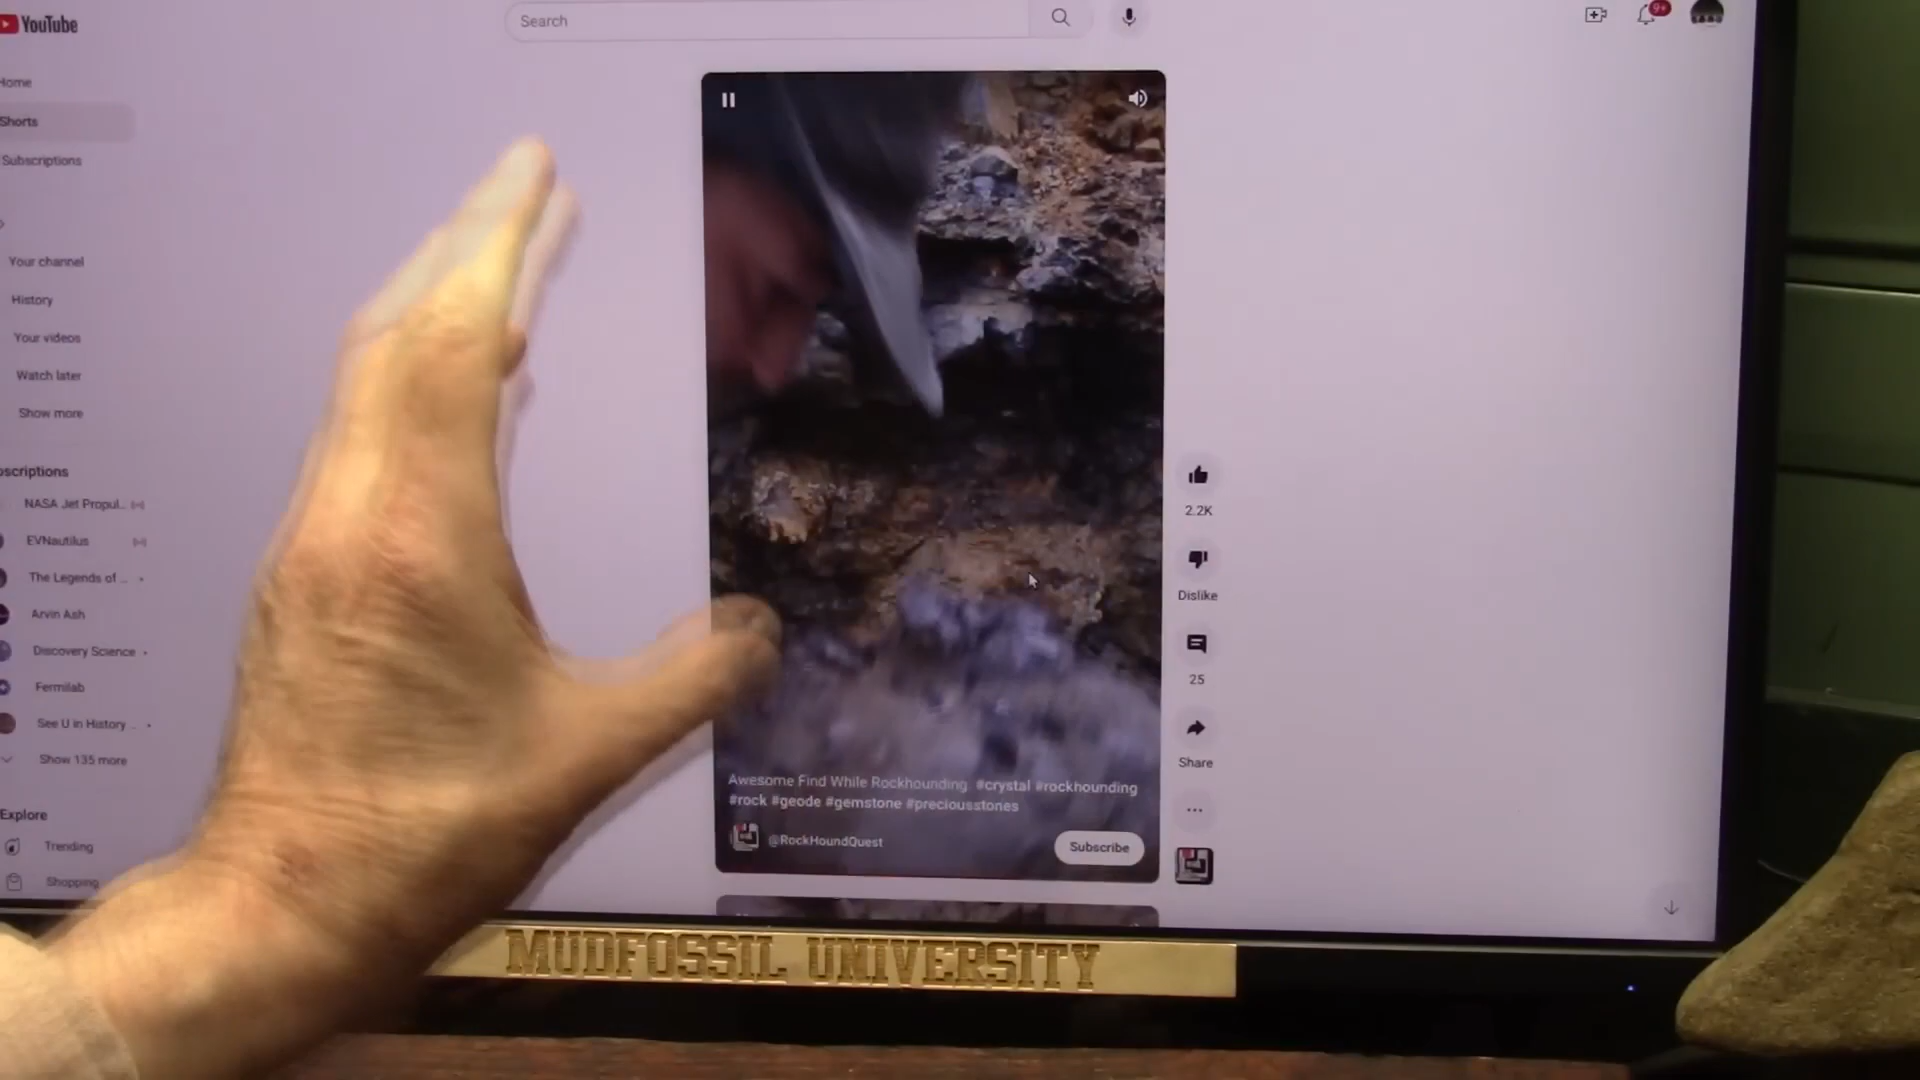 YouTube
Search
9+
Home
Shorts
Subscriptions
Your channel
History
Your videos
Watch later
Show more
scriptions
NASA Jet Propul...
EVNautilus
The Legends of ...
Arvin Ash
Discovery Science
Fermilab
See U in History ...
Show 135 more
Explore
Trending
Shopping
2.2K
Dislike
25
Share
Awesome Find While Rockhounding #crystal #rockhounding
#rock #geode #gemstone #preciousstones
@RockHoundQuest
Subscribe
MUDFOSSIL UNIVERSITY